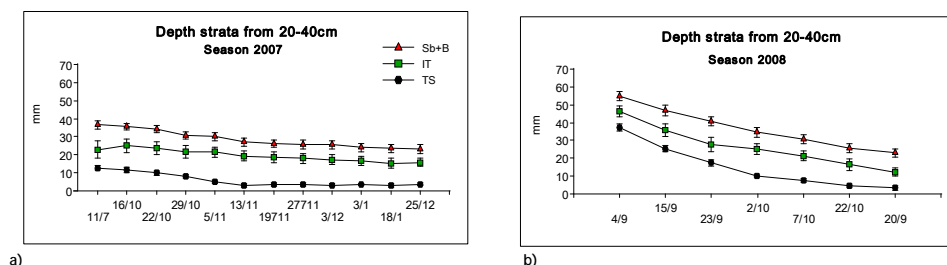 Depth strata from 20-40cm
Season 2007
Sb+B
IT
TS
mm
70
60
50
40
30
20
10
0
16/10 29/10 13/11 27711 3/1 25/12
11/7 22/10 5/11 19711 3/12 18/1
a)
Depth strata from 20-40cm
Season 2008
mm
70
60
50
40
30
20
10
0
15/9 2/10 22/10
4/9 23/9 7/10 20/9
b)